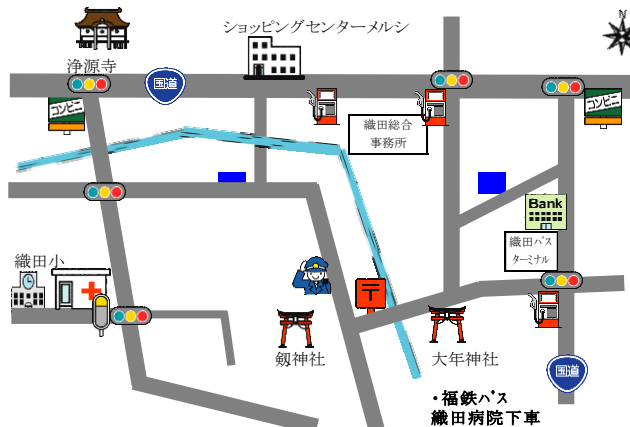 N
ショッピングセンターメルシ
浄源寺
国道
コンビニ
コンビニ
織田総合
事務所
Bank
織田バス
ターミナル
織田小
〒
剱神社
大年神社
国道
・福鉄バス
織田病院下車